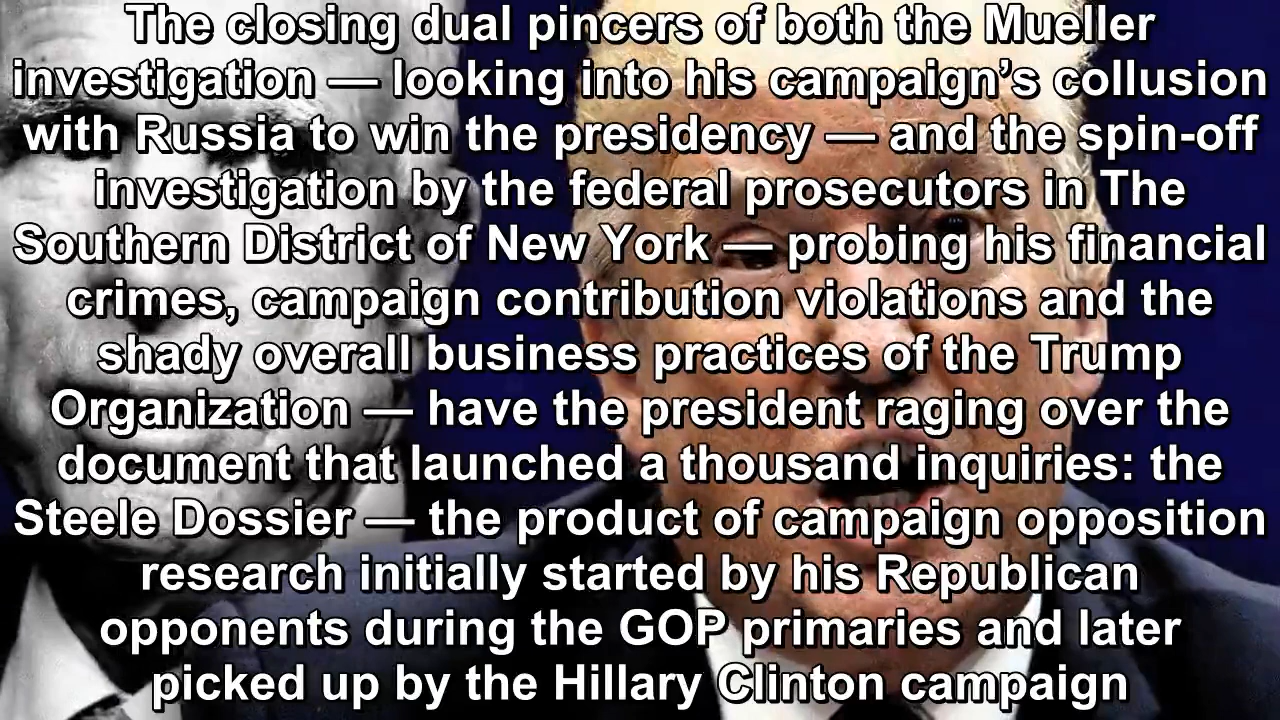 The closing dual pincers of both the Mueller
investigation — looking into his campaign’s collusion
with Russia to win the presidency — and the spin-off
investigation by the federal prosecutors in The
Southern District of New York — probing his financial
crimes, campaign contribution violations and the
shady overall business practices of the Trump
Organization — have the president raging over the
document that launched a thousand inquiries: the
Steele Dossier — the product of campaign opposition
research initially started by his Republican
opponents during the GOP primaries and later
picked up by the Hillary Clinton campaign